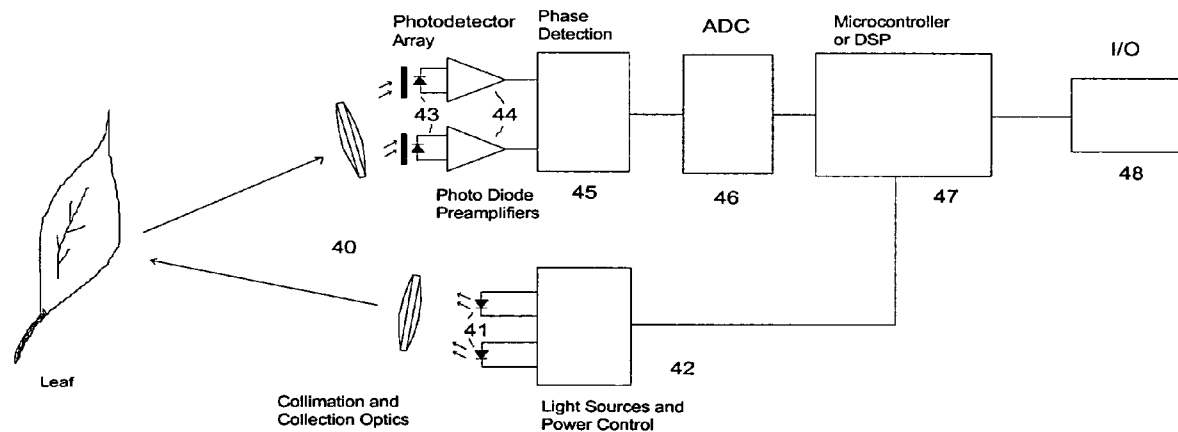 Photodetector
Array
Phase
Detection
ADC
Microcontroller
or DSP
I/O
43
44
45
46
47
48
Photo Diode
Preamplifiers
40
41
42
Leaf
Collimation and
Collection Optics
Light Sources and
Power Control